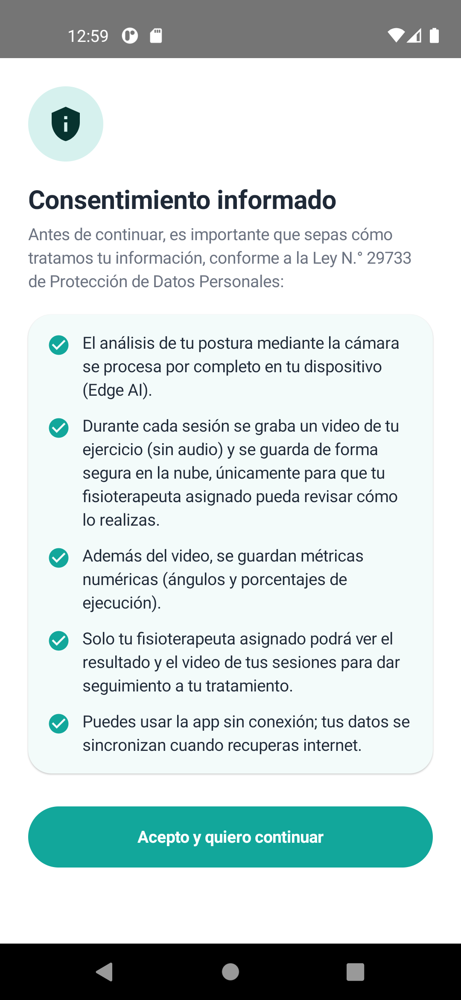 12:59
Consentimiento informado
Antes de continuar, es importante que sepas cómo
tratamos tu información, conforme a la Ley N.° 29733
de Protección de Datos Personales:
El análisis de tu postura mediante la cámara
se procesa por completo en tu dispositivo
(Edge AI).
Durante cada sesión se graba un video de tu
ejercicio (sin audio) y se guarda de forma
segura en la nube, únicamente para que tu
fisioterapeuta asignado pueda revisar cómo
lo realizas.
Además del video, se guardan métricas
numéricas (ángulos y porcentajes de
ejecución).
Solo tu fisioterapeuta asignado podrá ver el
resultado y el video de tus sesiones para dar
seguimiento a tu tratamiento.
Puedes usar la app sin conexión; tus datos se
sincronizan cuando recuperas internet.
Acepto y quiero continuar